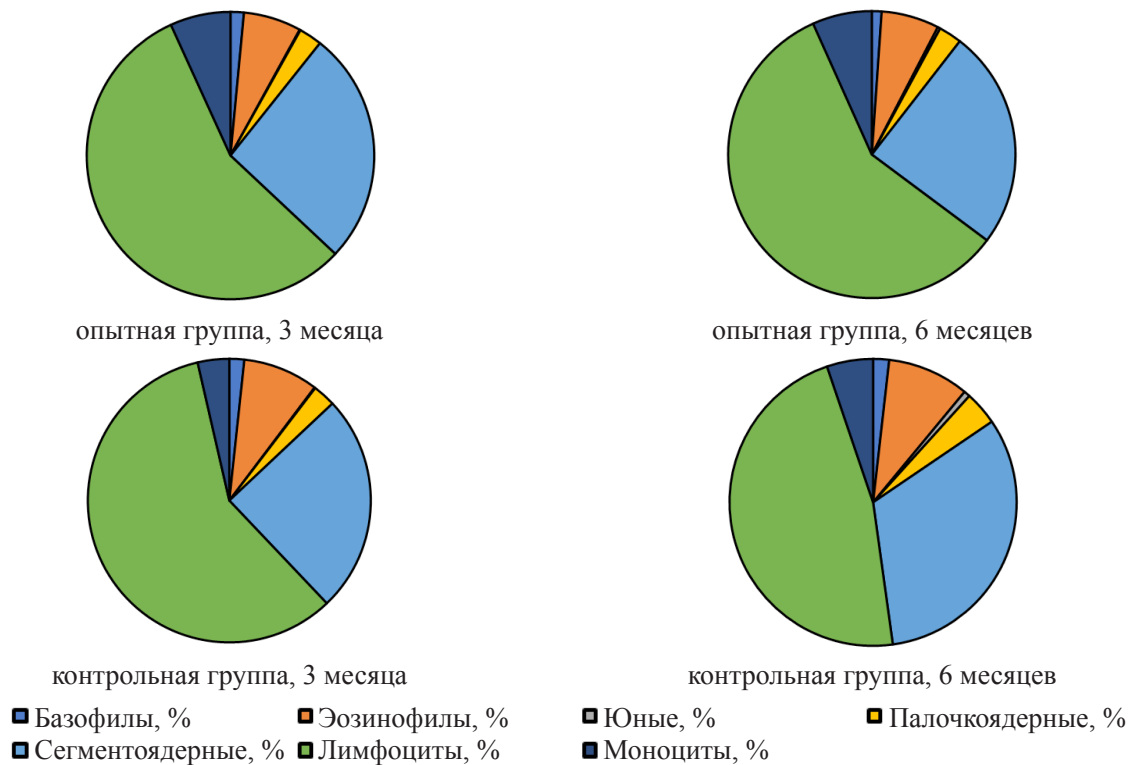 опытная группа, 3 месяца
опытная группа, 6 месяцев
контрольная группа, 3 месяца
контрольная группа, 6 месяцев
Базофилы, % Эозинофилы, % Юные, % Палочкоядерные, %
Сегментоядерные, % Лимфоциты, % Моноциты, %